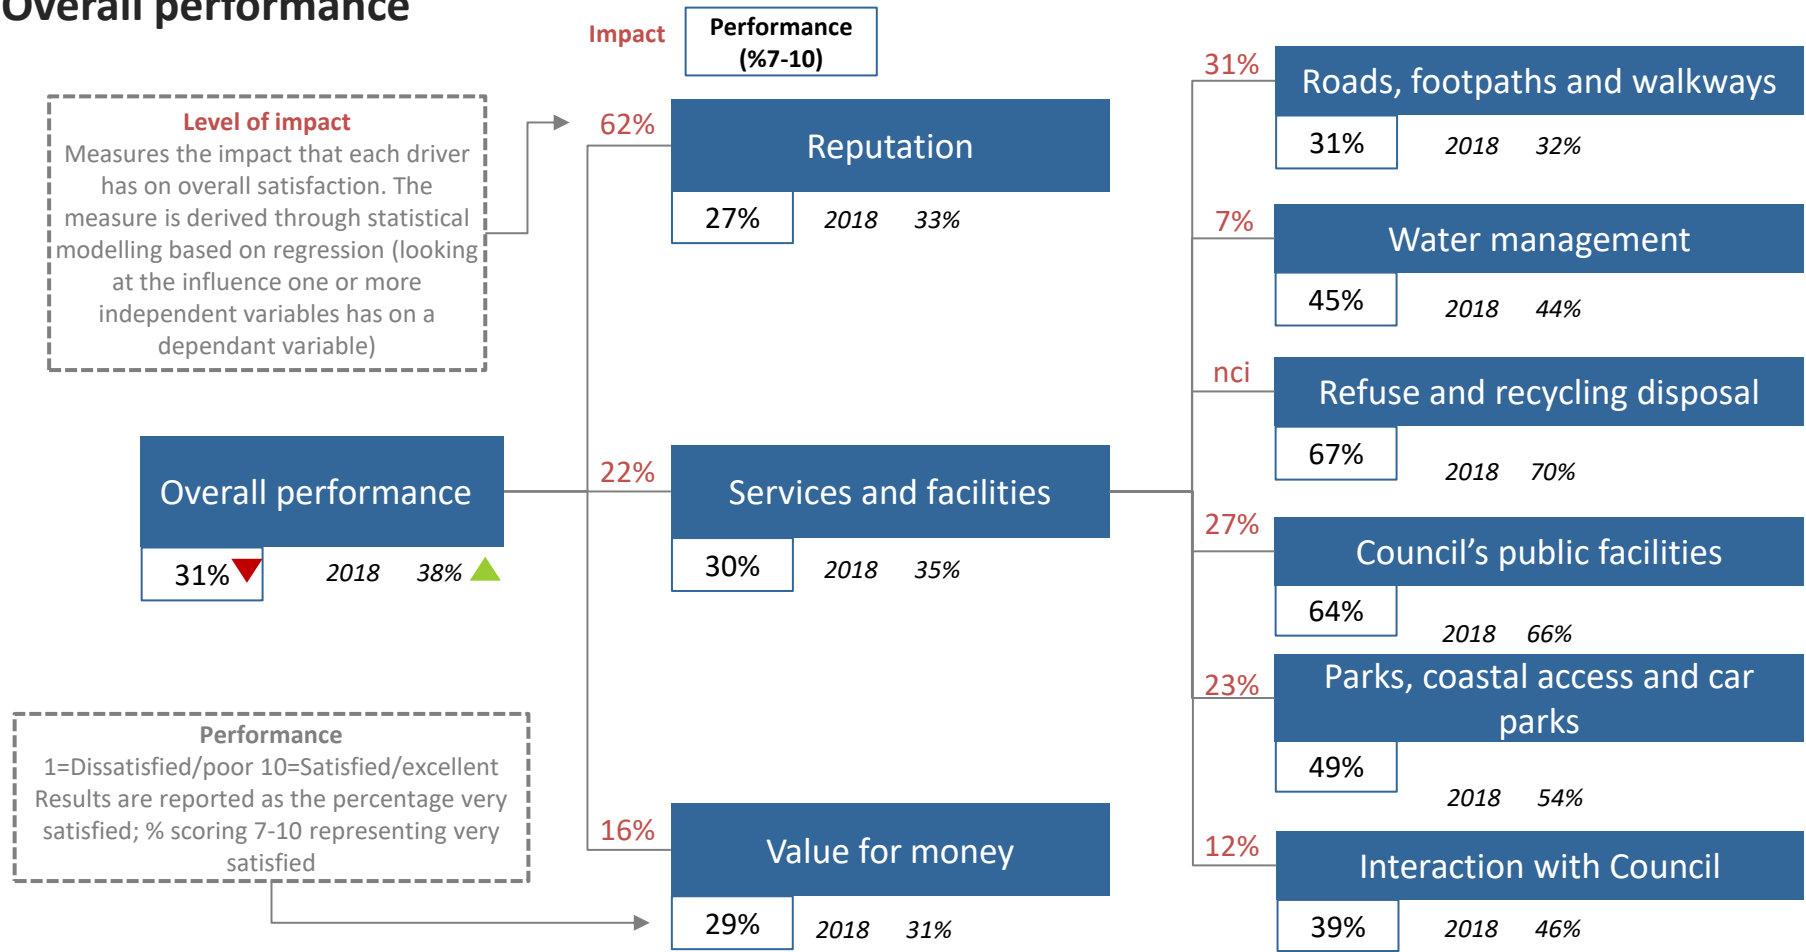 Overall performance
Impact
Performance
(%7-10)
Level of impact
Measures the impact that each driver
has on overall satisfaction. The
measure is derived through statistical
modelling based on regression (looking
at the influence one or more
independent variables has on a
dependant variable)
Overall performance
31%
2018 38%
Performance
1=Dissatisfied/poor 10=Satisfied/excellent
Results are reported as the percentage very
satisfied; % scoring 7-10 representing very
satisfied
62%
Reputation
27%
2018 33%
22%
Services and facilities
30%
2018 35%
16%
Value for money
29%
2018 31%
31%
Roads, footpaths and walkways
31%
2018 32%
7%
Water management
45%
2018 44%
nci
Refuse and recycling disposal
67%
2018 70%
27%
Council’s public facilities
64%
2018 66%
23%
Parks, coastal access and car
parks
49%
2018 54%
12%
Interaction with Council
39%
2018 46%